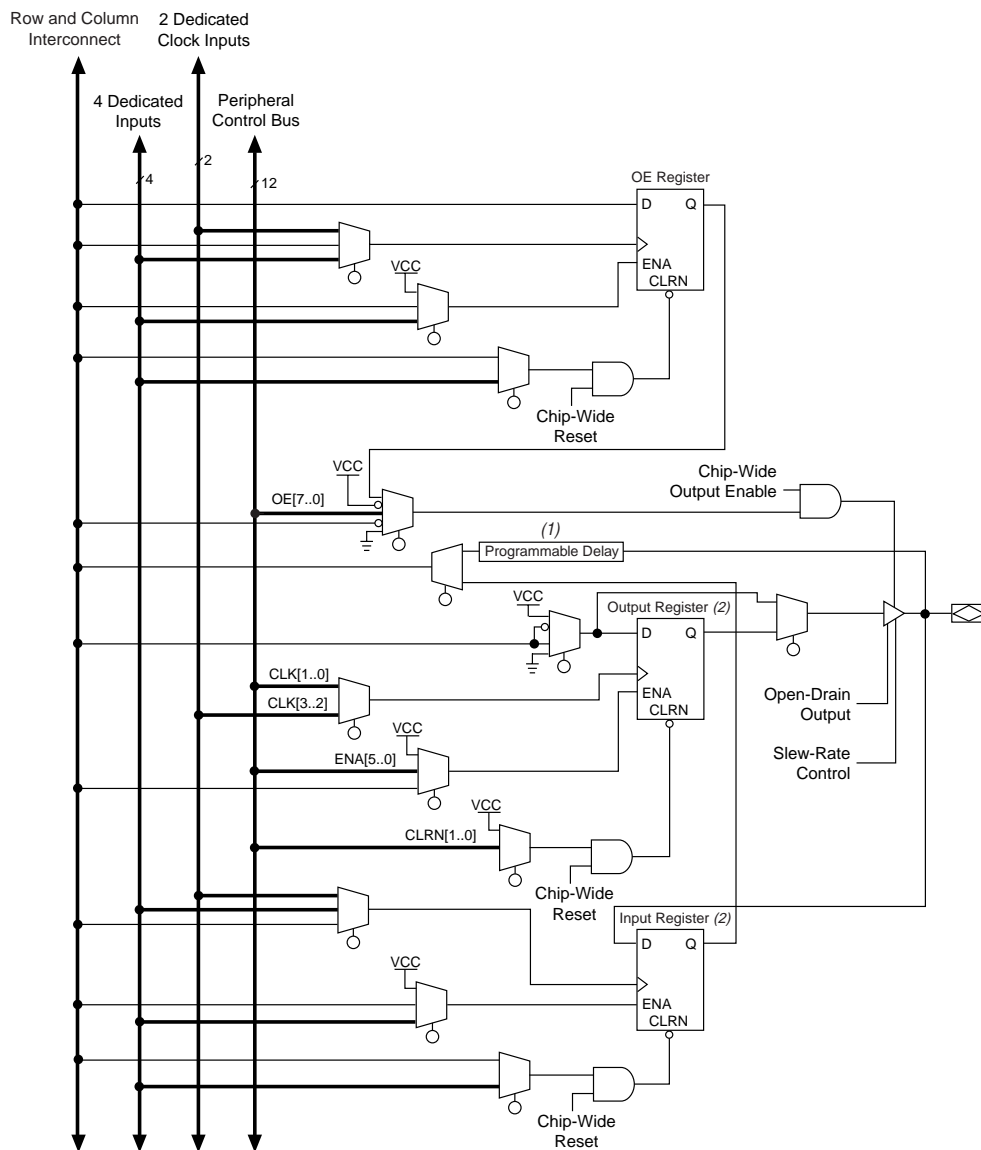 Row and Column
Interconnect
2 Dedicated
Clock Inputs
4 Dedicated
Inputs
Peripheral
Control Bus
2
4
12
OE Register
D Q
ENA
CLRN
VCC
Chip-Wide
Reset
VCC
OE[7..0]
Chip-Wide
Output Enable
(1)
Programmable Delay
VCC
Output Register (2)
D Q
ENA
CLRN
CLK[1..0]
CLK[3..2]
Open-Drain
Output
Slew-Rate
Control
VCC
ENA[5..0]
VCC
CLRN[1..0]
Chip-Wide
Reset
Input Register (2)
D Q
ENA
CLRN
VCC
Chip-Wide
Reset